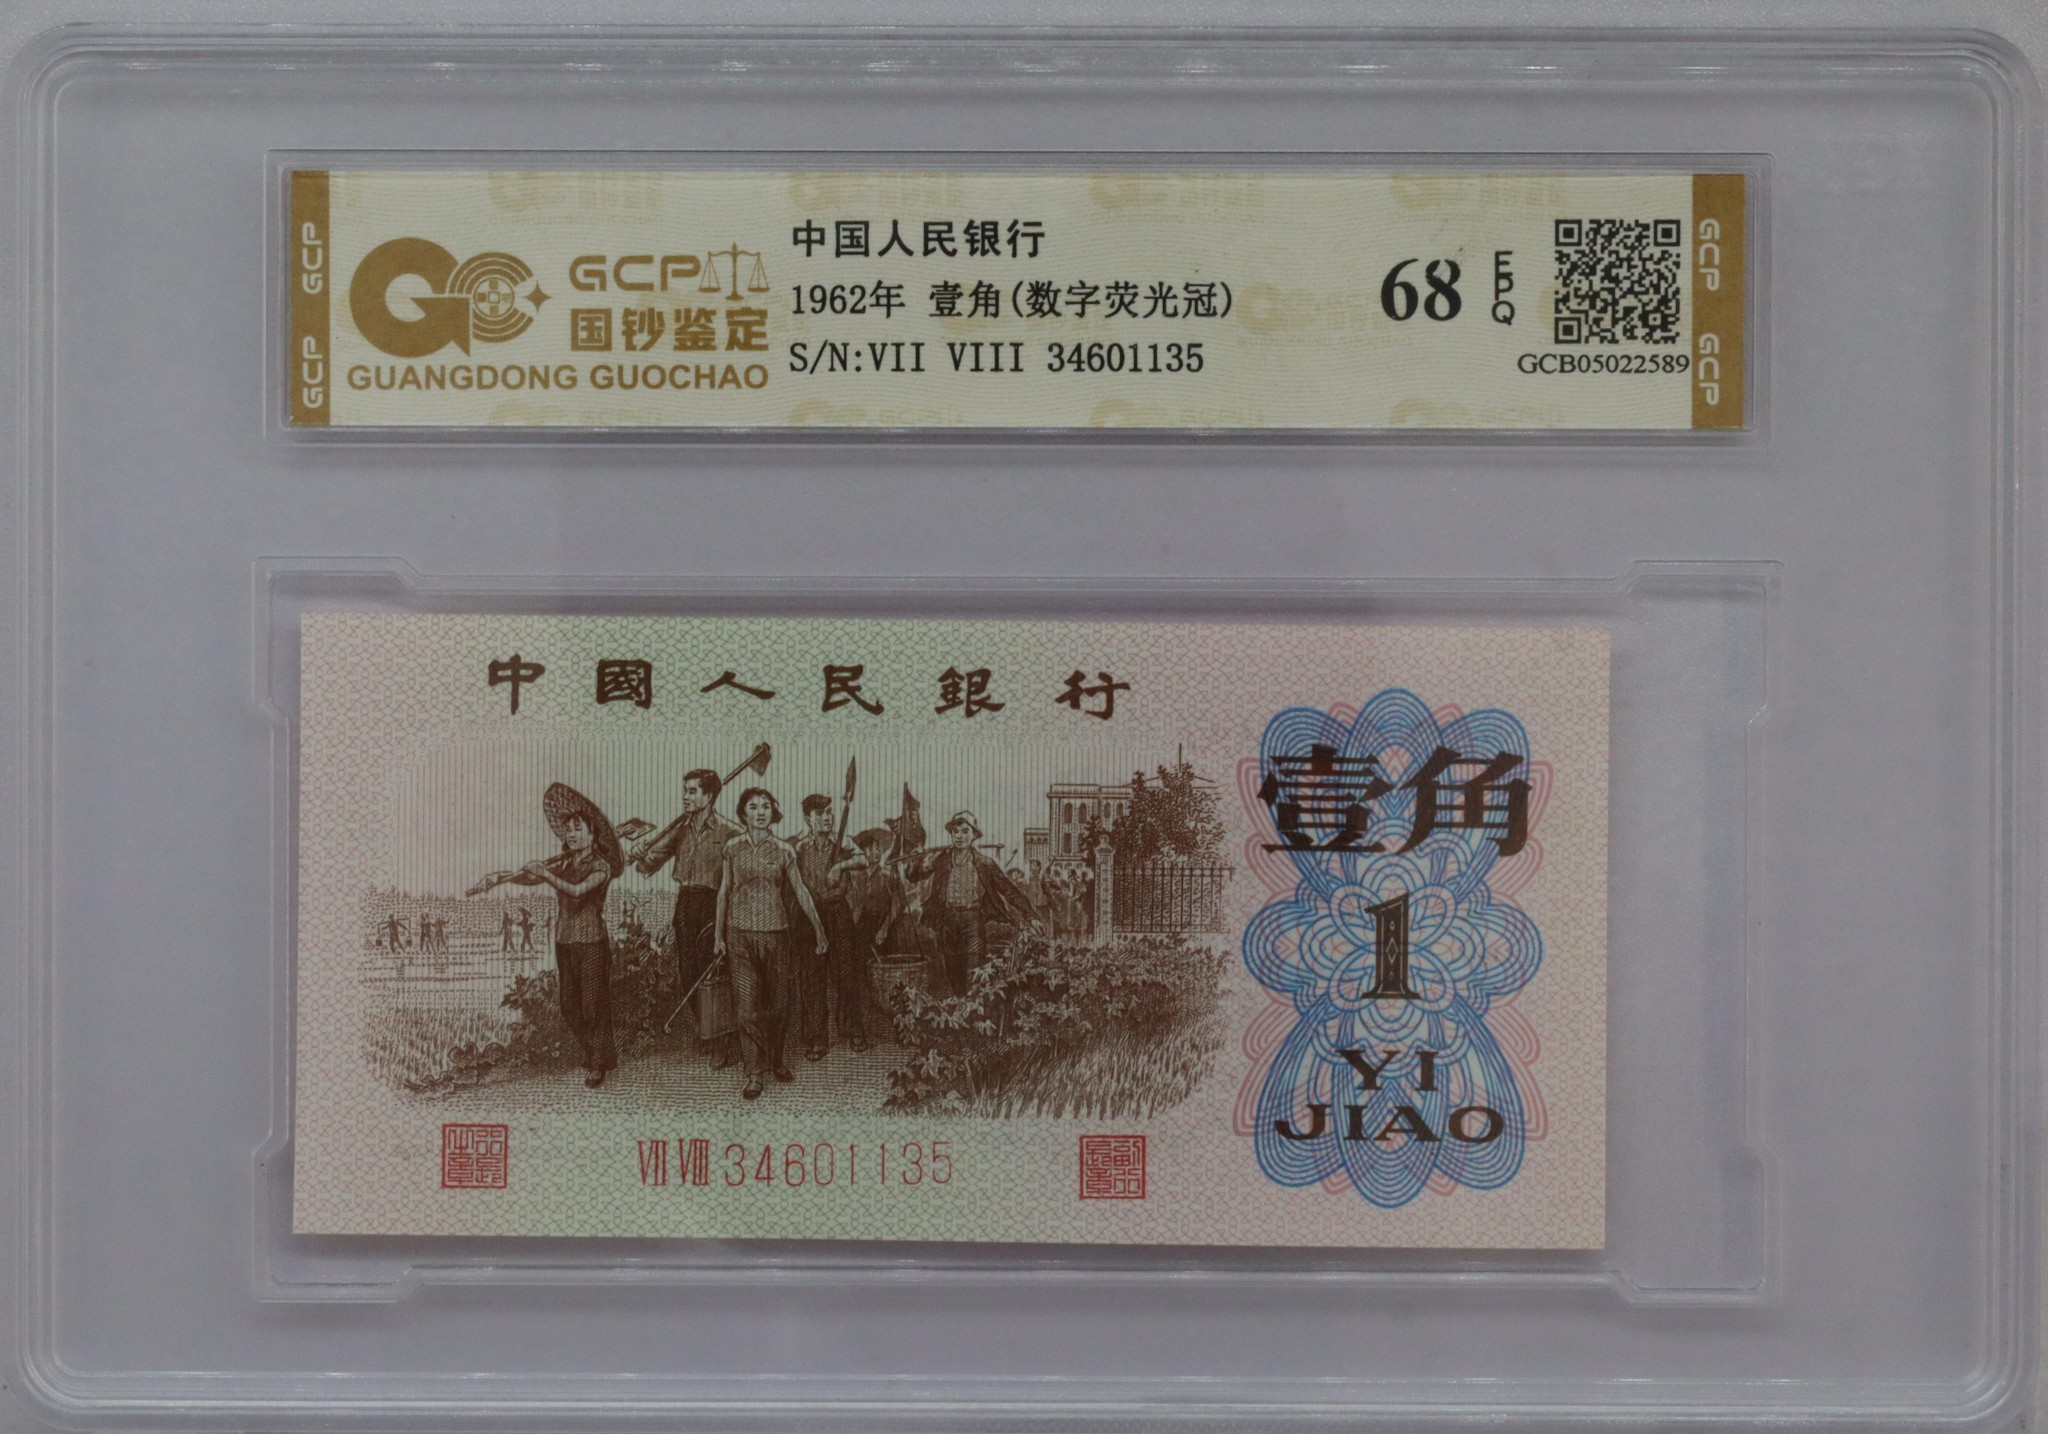 GCP
GCP
GCP
国钞鉴定
GUANGDONG GUOCHAO
中国人民银行
1962年 壹角(数字荧光冠)
S/N:VII VIII 34601135
68
EPQ
GCB05022589
GCP
GCP
中國人民銀行
壹角
1
YI
JIAO
VII VIII 34601135